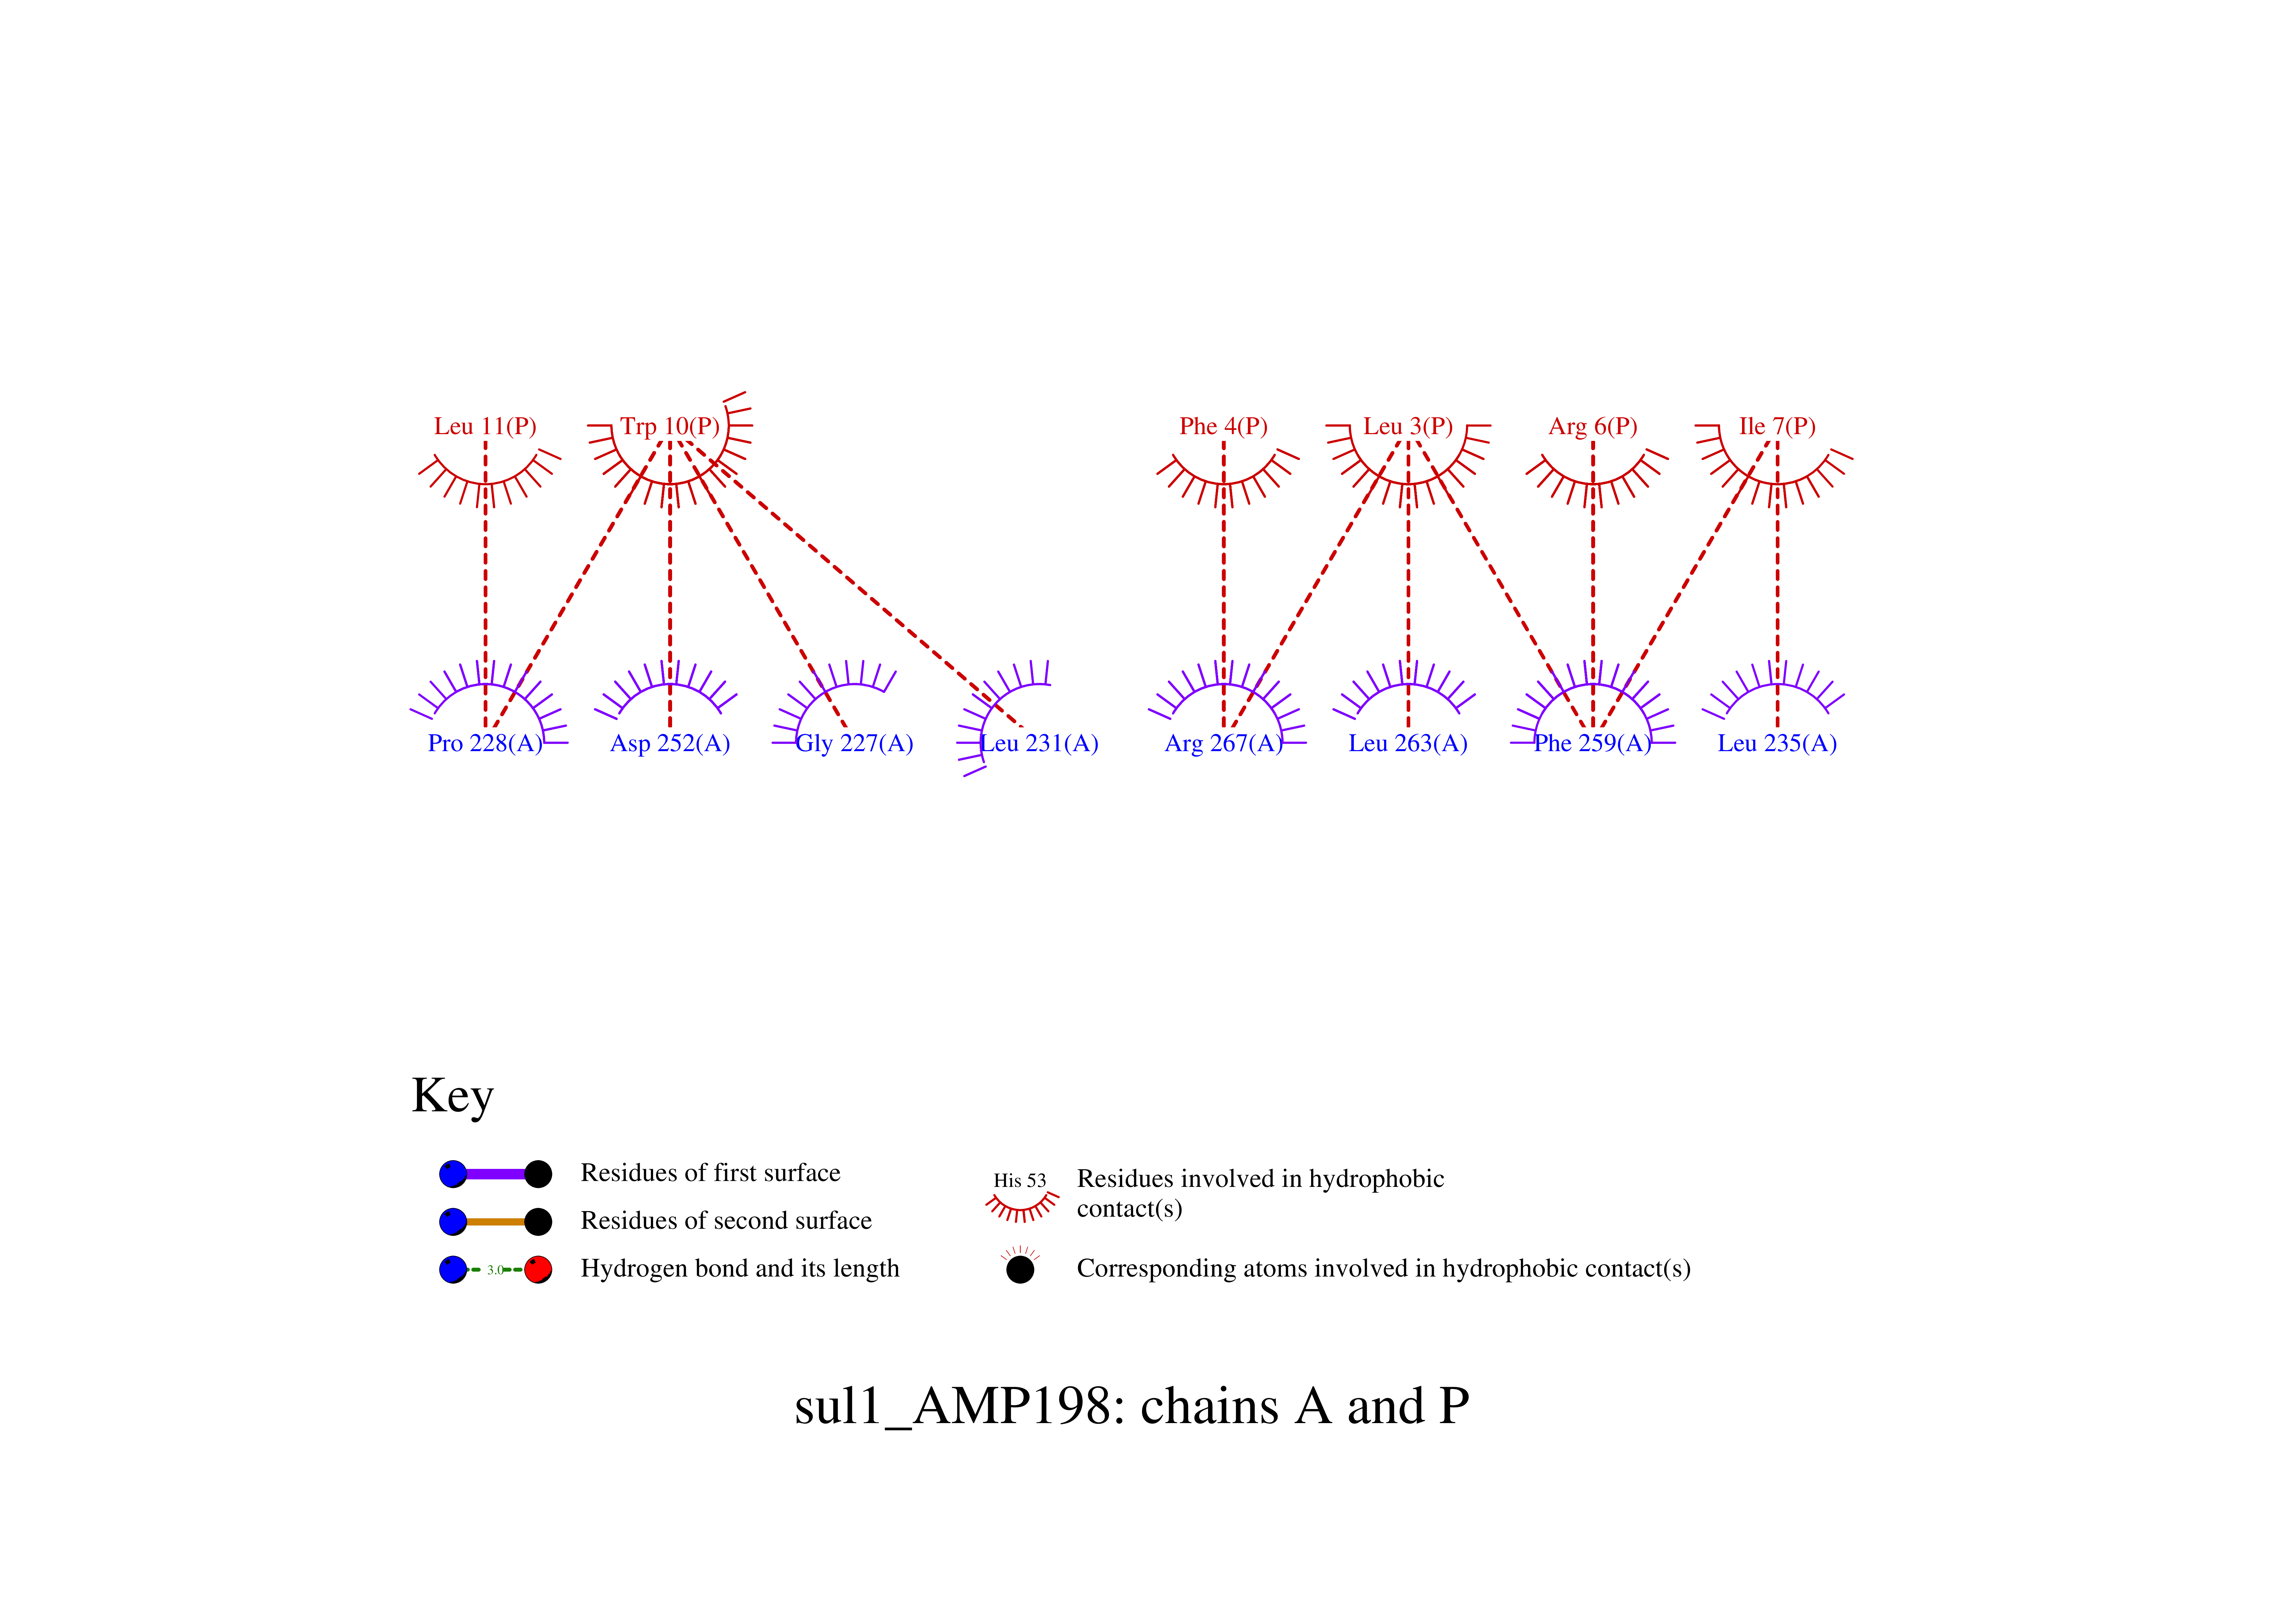 Leu 11(P) Trp 10(P) Phe 4(P) Leu 3(P) Arg 6(P) Ile 7(P)
Pro 228(A) Asp 252(A) Gly 227(A) Leu 231(A) Arg 267(A) Leu 263(A) Phe 259(A) Leu 235(A)
Key
Residues of first surface
Residues of second surface
3.0 Hydrogen bond and its length
His 53 Residues involved in hydrophobic
contact(s)
Corresponding atoms involved in hydrophobic contact(s)
sul1_AMP198: chains A and P